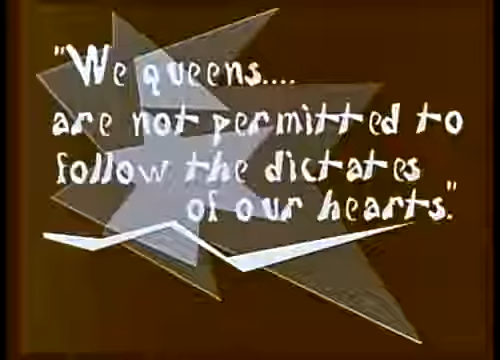 "We queens....
are not permitted to
follow the dictates
of our hearts."